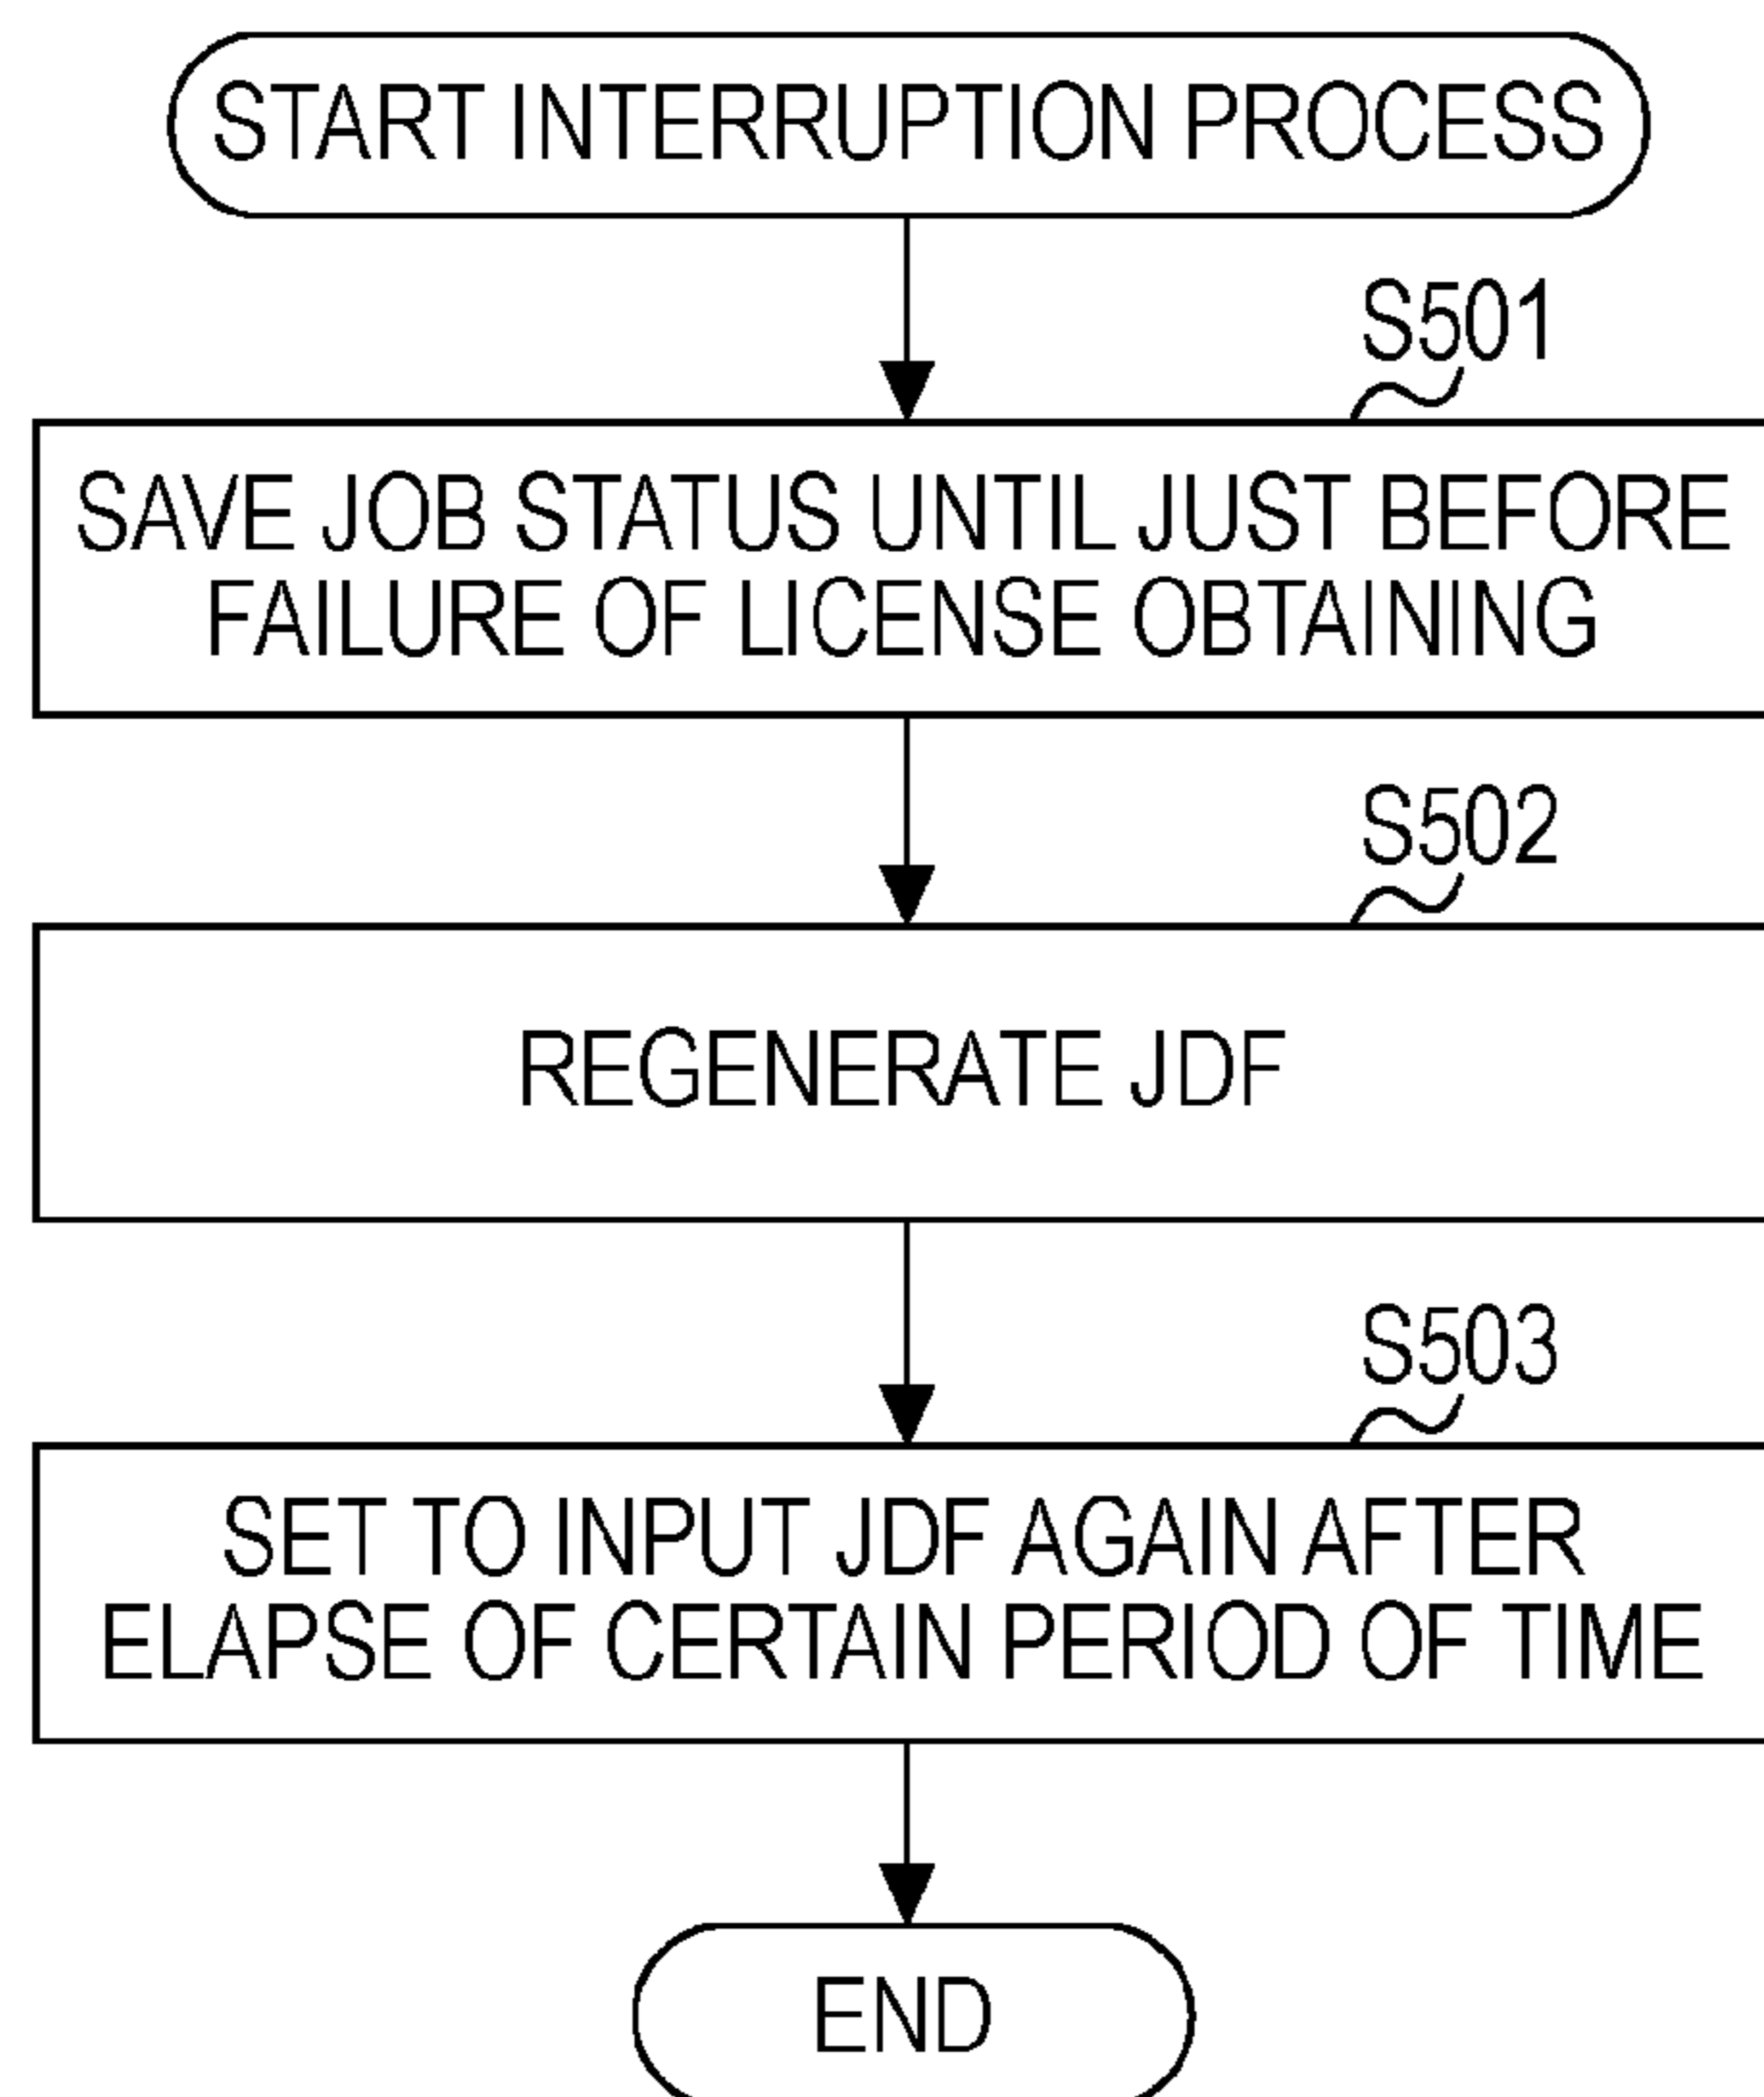 START INTERRUPTION PROCESS
S501
SAVE JOB STATUS UNTIL JUST BEFORE
FAILURE OF LICENSE OBTAINING
S502
REGENERATE JDF
S503
SET TO INPUT JDF AGAIN AFTER
ELAPSE OF CERTAIN PERIOD OF TIME
END